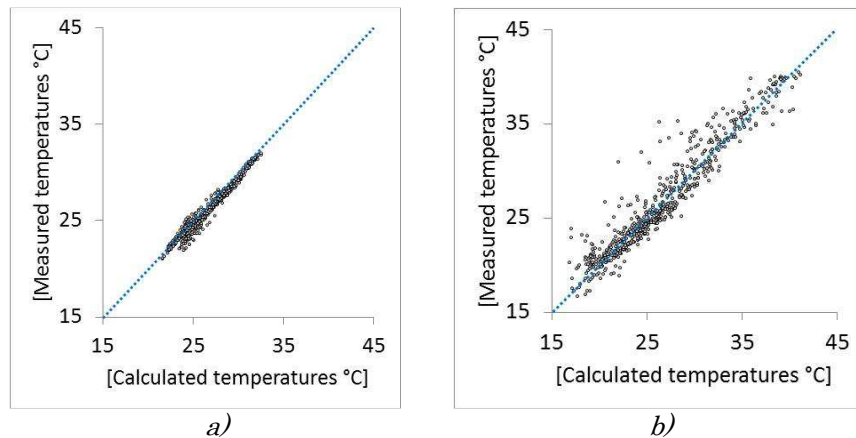 45
35
25
15
[Measured temperatures °C]
15 25 35 45
[Calculated temperatures °C]
a)
45
35
25
15
[Measured temperatures °C]
15 25 35 45
[Calculated temperatures °C]
b)